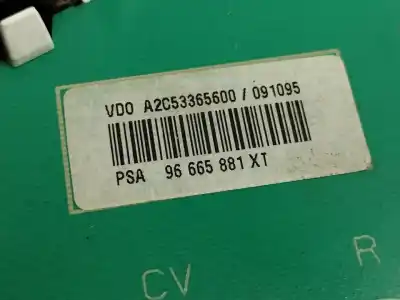 VDO A2C53365600 / 091095
PSA 96 665 881 XT
CV R